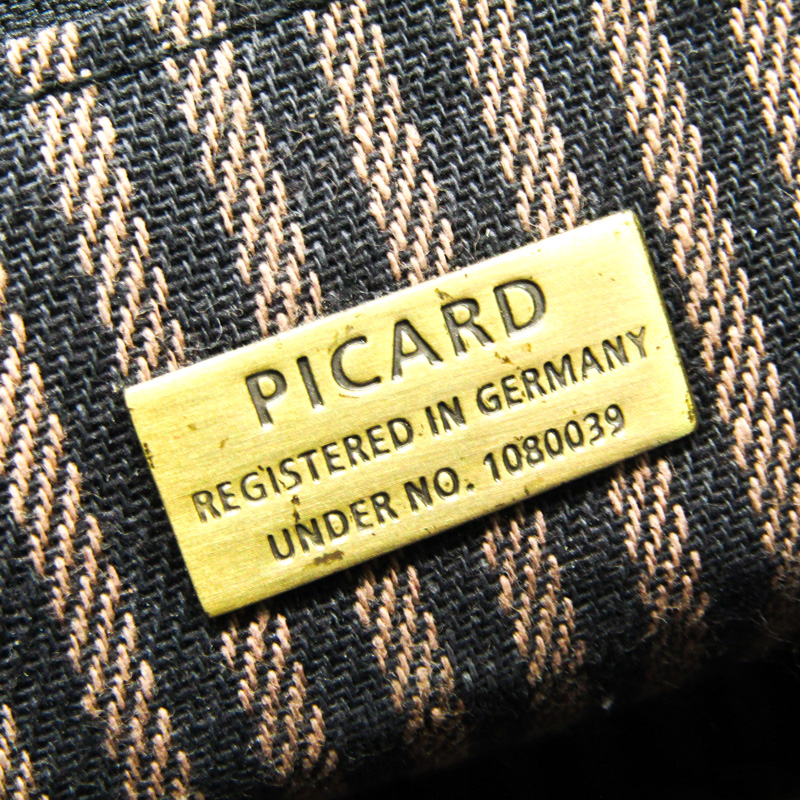 PICARD
REGISTERED IN GERMANY
UNDER NO. 1080039